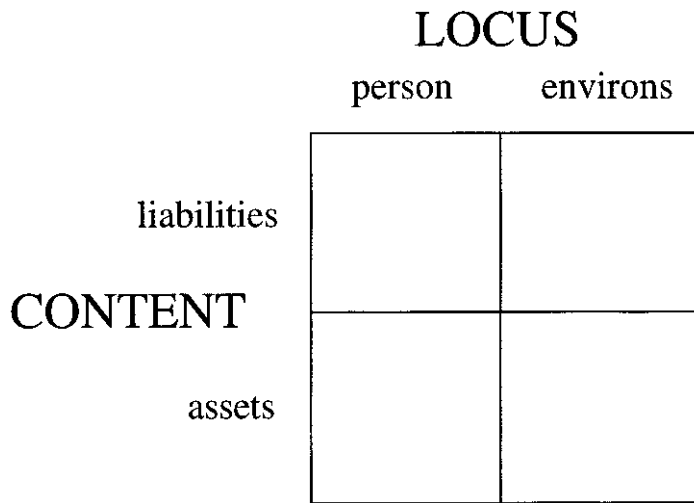 LOCUS
person environs
liabilities
CONTENT
assets